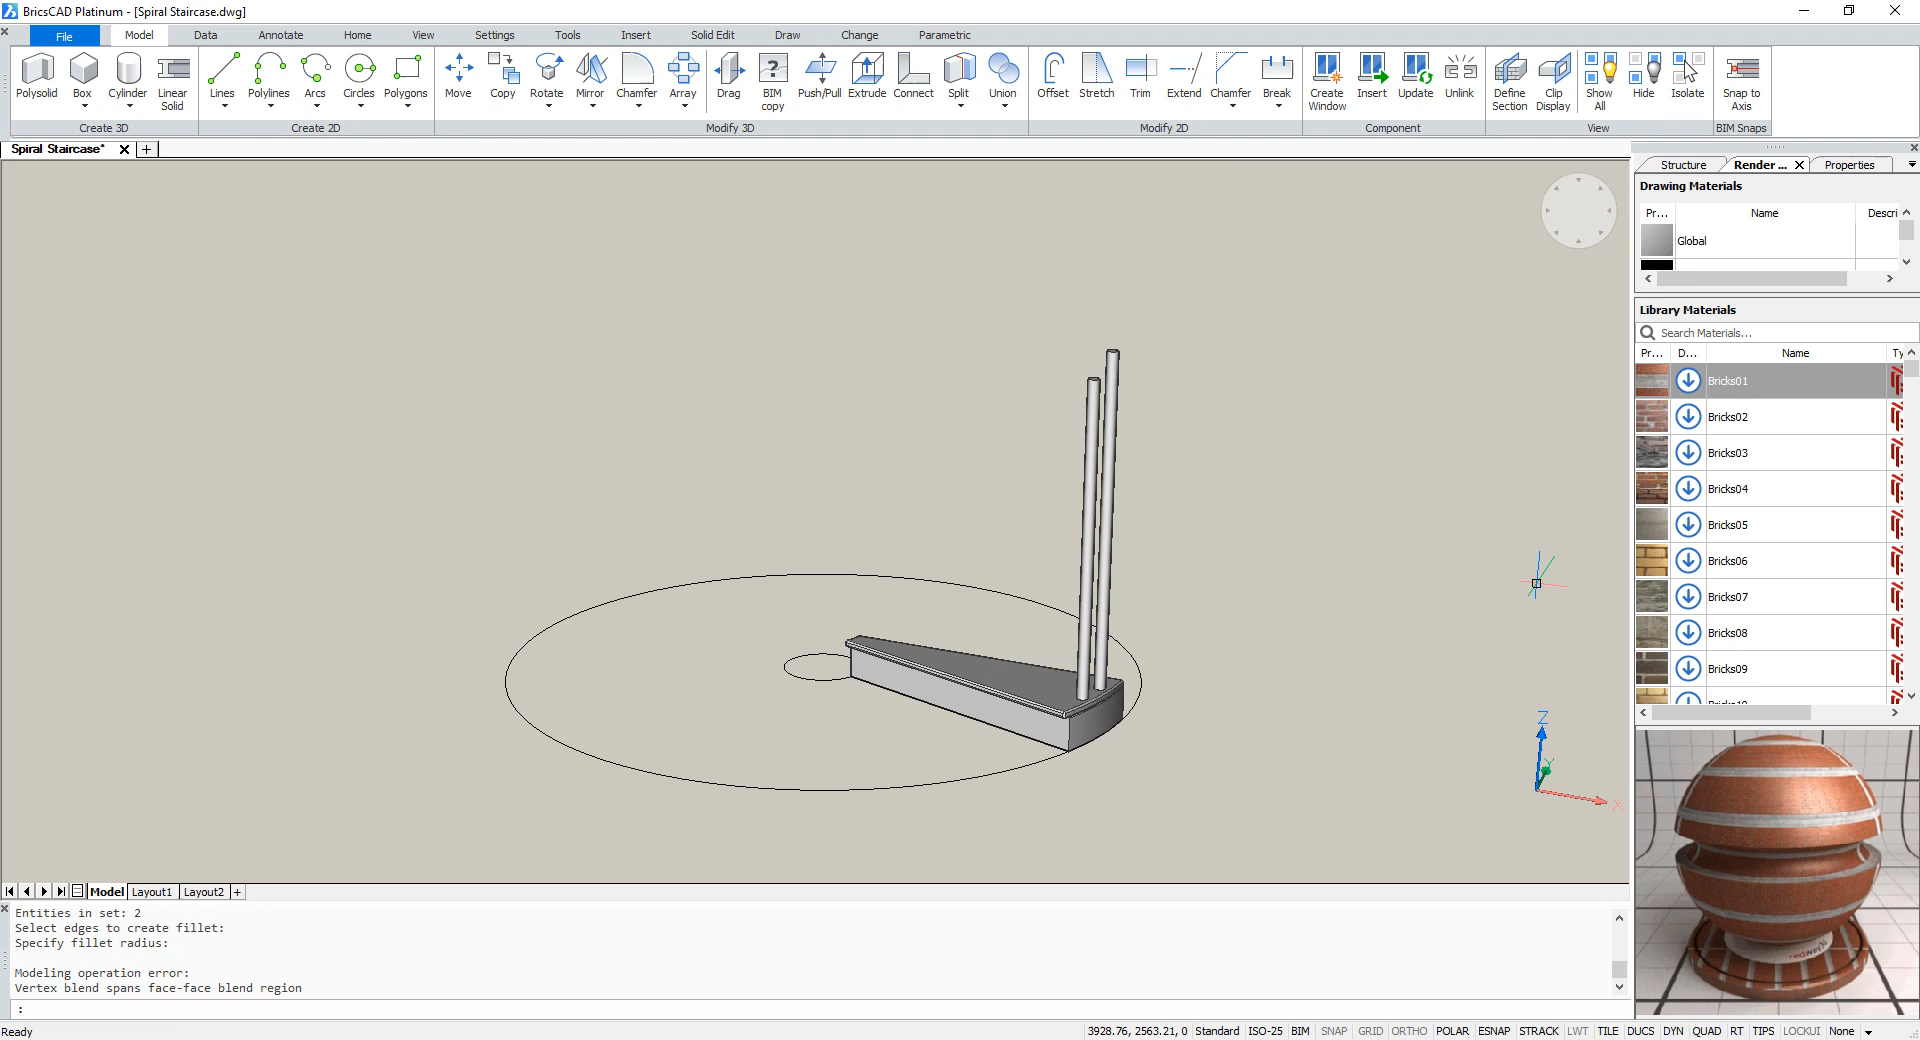 BricsCAD Platinum - [Spiral Staircase.dwg]
File Model Data Annotate Home View Settings Tools Insert Solid Edit Draw Change Parametric
Polysolid Box Cylinder Linear Solid Lines Polylines Arcs Circles Polygons Move Copy Rotate Mirror Chamfer Array Drag BIM copy Push/Pull Extrude Connect Split Union Offset Stretch Trim Extend Chamfer Break Create Window Insert Update Unlink Define Section Clip Display Show All Hide Isolate Snap to Axis
Create 3D Create 2D Modify 3D Modify 2D Component View BIM Snaps
Spiral Staircase*
Structure Render ... Properties
Drawing Materials
Pr... Name Descri
Global
Library Materials
Search Materials...
Pr... D... Name Ty
Bricks01
Bricks02
Bricks03
Bricks04
Bricks05
Bricks06
Bricks07
Bricks08
Bricks09
Z
Y
X
Model Layout1 Layout2 +
Entities in set: 2
Select edges to create fillet:
Specify fillet radius:
Modeling operation error:
Vertex blend spans face-face blend region
:
Ready 3928.76, 2563.21, 0 Standard ISO-25 BIM SNAP GRID ORTHO POLAR ESNAP STRACK LWT TILE DUCS DYN QUAD RT TIPS LOCKUI None